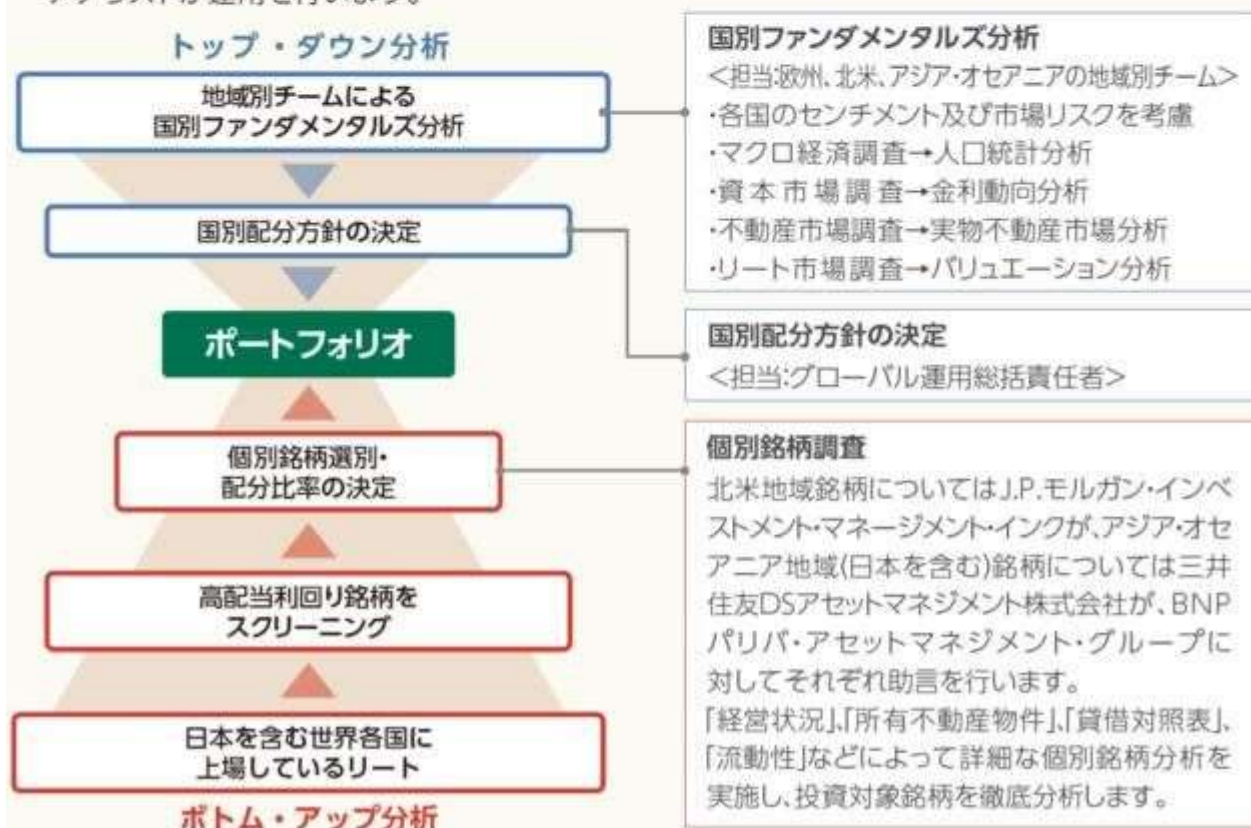 アナリストが運用を行います。
トップ・ダウン分析
地域別チームによる
国別ファンダメンタルズ分析
国別配分方針の決定
ポートフォリオ
個別銘柄選別・
配分比率の決定
高配当利回り銘柄を
スクリーニング
日本を含む世界各国に
上場しているリート
ボトム・アップ分析
国別ファンダメンタルズ分析
<担当:欧州、北米、アジア・オセアニアの地域別チーム>
・各国のセンチメント及び市場リスクを考慮
・マクロ経済調査→人口統計分析
・資本市場調査→金利動向分析
・不動産市場調査→実物不動産市場分析
・リート市場調査→バリュエーション分析
国別配分方針の決定
<担当:グローバル運用総括責任者>
個別銘柄調査
北米地域銘柄についてはJ.P.モルガン・インベ
ストメント・マネージメント・インクが、アジア・オセ
アニア地域(日本を含む)銘柄については三井
住友DSアセットマネジメント株式会社が、BNP
パリバ・アセットマネジメント・グループに
対してそれぞれ助言を行います。
「経営状況」、「所有不動産物件」、「貸借対照表」、
「流動性」などによって詳細な個別銘柄分析を
実施し、投資対象銘柄を徹底分析します。